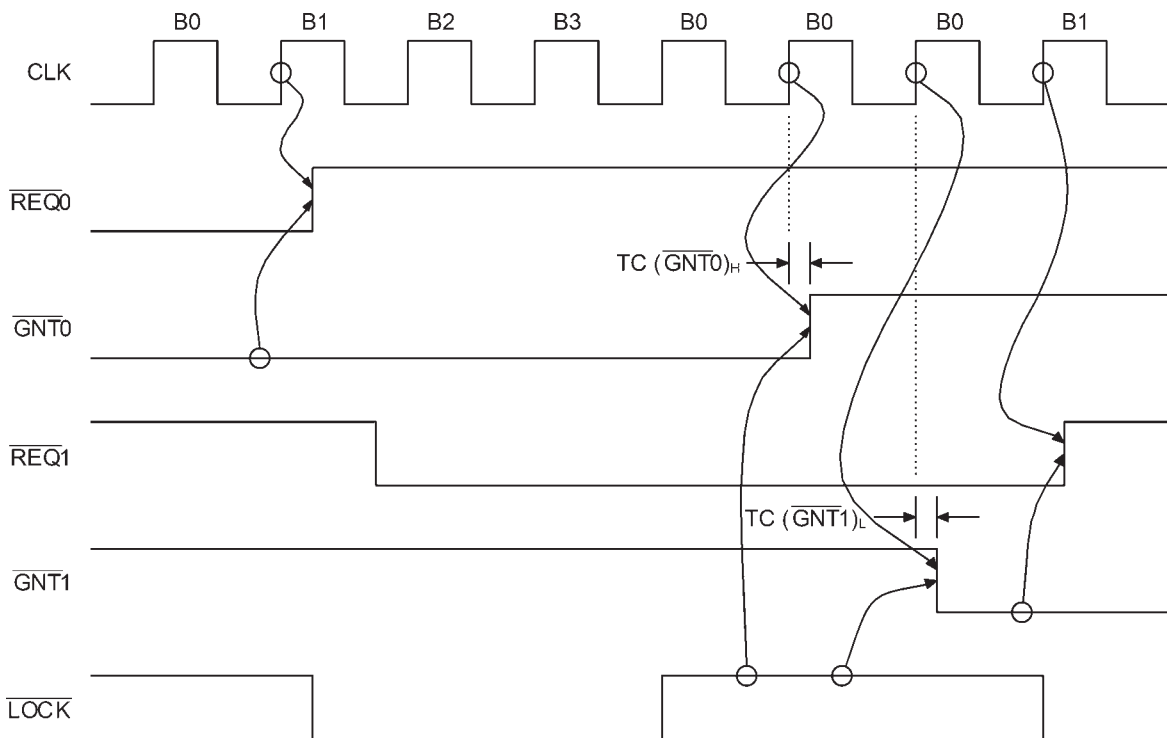 B0 B1 B2 B3 B0 B0 B0 B1
CLK
REQ0
TC (GNT0)H
GNT0
REQ1
TC (GNT1)L
GNT1
LOCK